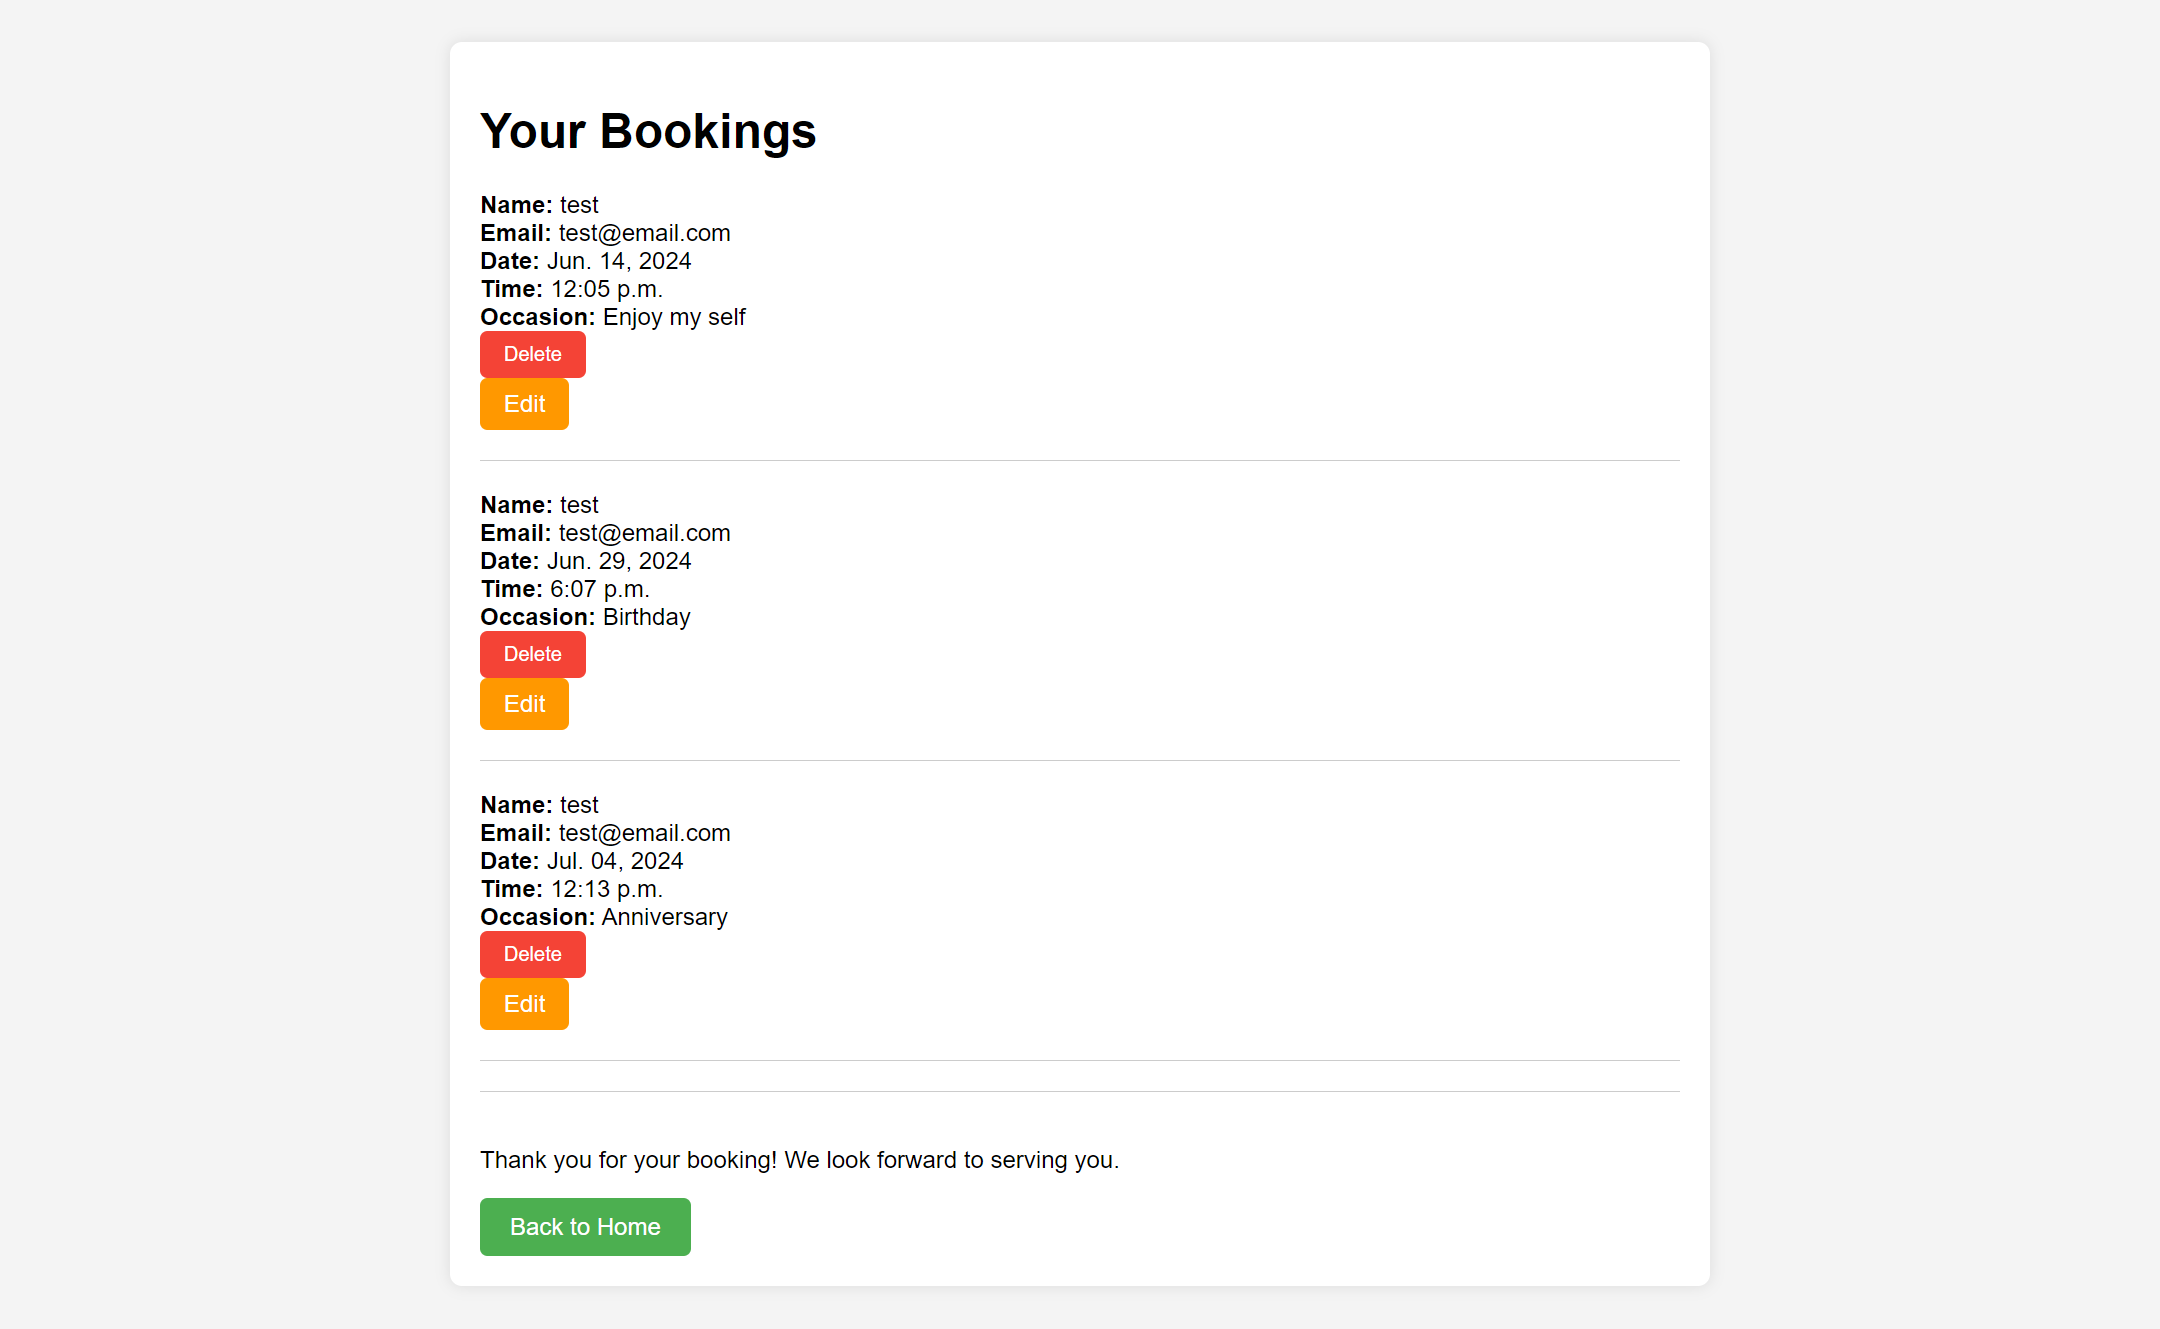 Your Bookings
Name: test
Email: test@email.com
Date: Jun. 14, 2024
Time: 12:05 p.m.
Occasion: Enjoy my self
Delete
Edit
Name: test
Email: test@email.com
Date: Jun. 29, 2024
Time: 6:07 p.m.
Occasion: Birthday
Delete
Edit
Name: test
Email: test@email.com
Date: Jul. 04, 2024
Time: 12:13 p.m.
Occasion: Anniversary
Delete
Edit
Thank you for your booking! We look forward to serving you.
Back to Home